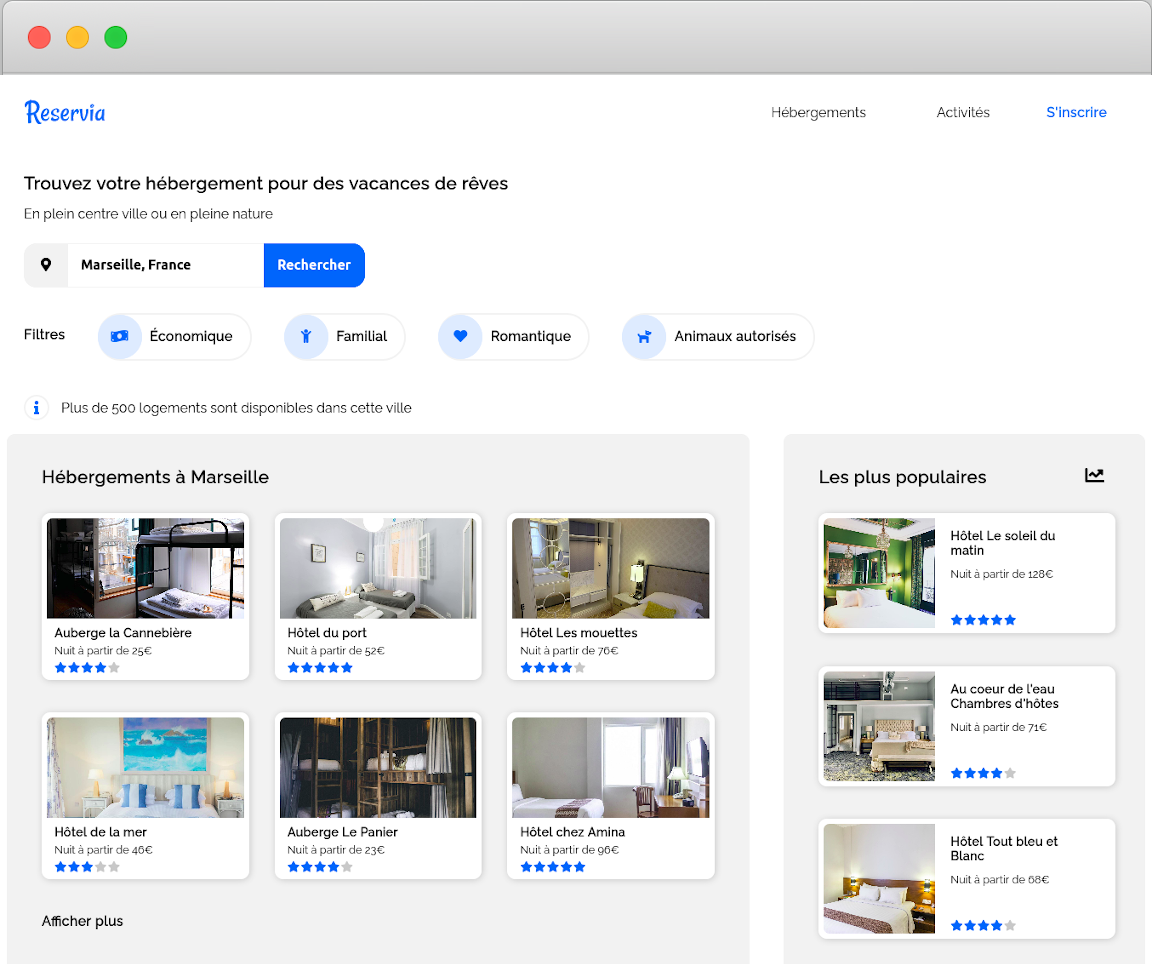 Reservia
Hébergements
Activités
S'inscrire
Trouvez votre hébergement pour des vacances de rêves
En plein centre ville ou en pleine nature
Marseille, France
Rechercher
Filtres
Économique
Familial
Romantique
Animaux autorisés
Plus de 500 logements sont disponibles dans cette ville
Hébergements à Marseille
Auberge la Cannebière
Nuit à partir de 25€
Hôtel du port
Nuit à partir de 52€
Hôtel Les mouettes
Nuit à partir de 76€
Hôtel de la mer
Nuit à partir de 46€
Auberge Le Panier
Nuit à partir de 23€
Hôtel chez Amina
Nuit à partir de 96€
Afficher plus
Les plus populaires
Hôtel Le soleil du
matin
Nuit à partir de 128€
Au coeur de l'eau
Chambres d'hôtes
Nuit à partir de 71€
Hôtel Tout bleu et
Blanc
Nuit à partir de 68€